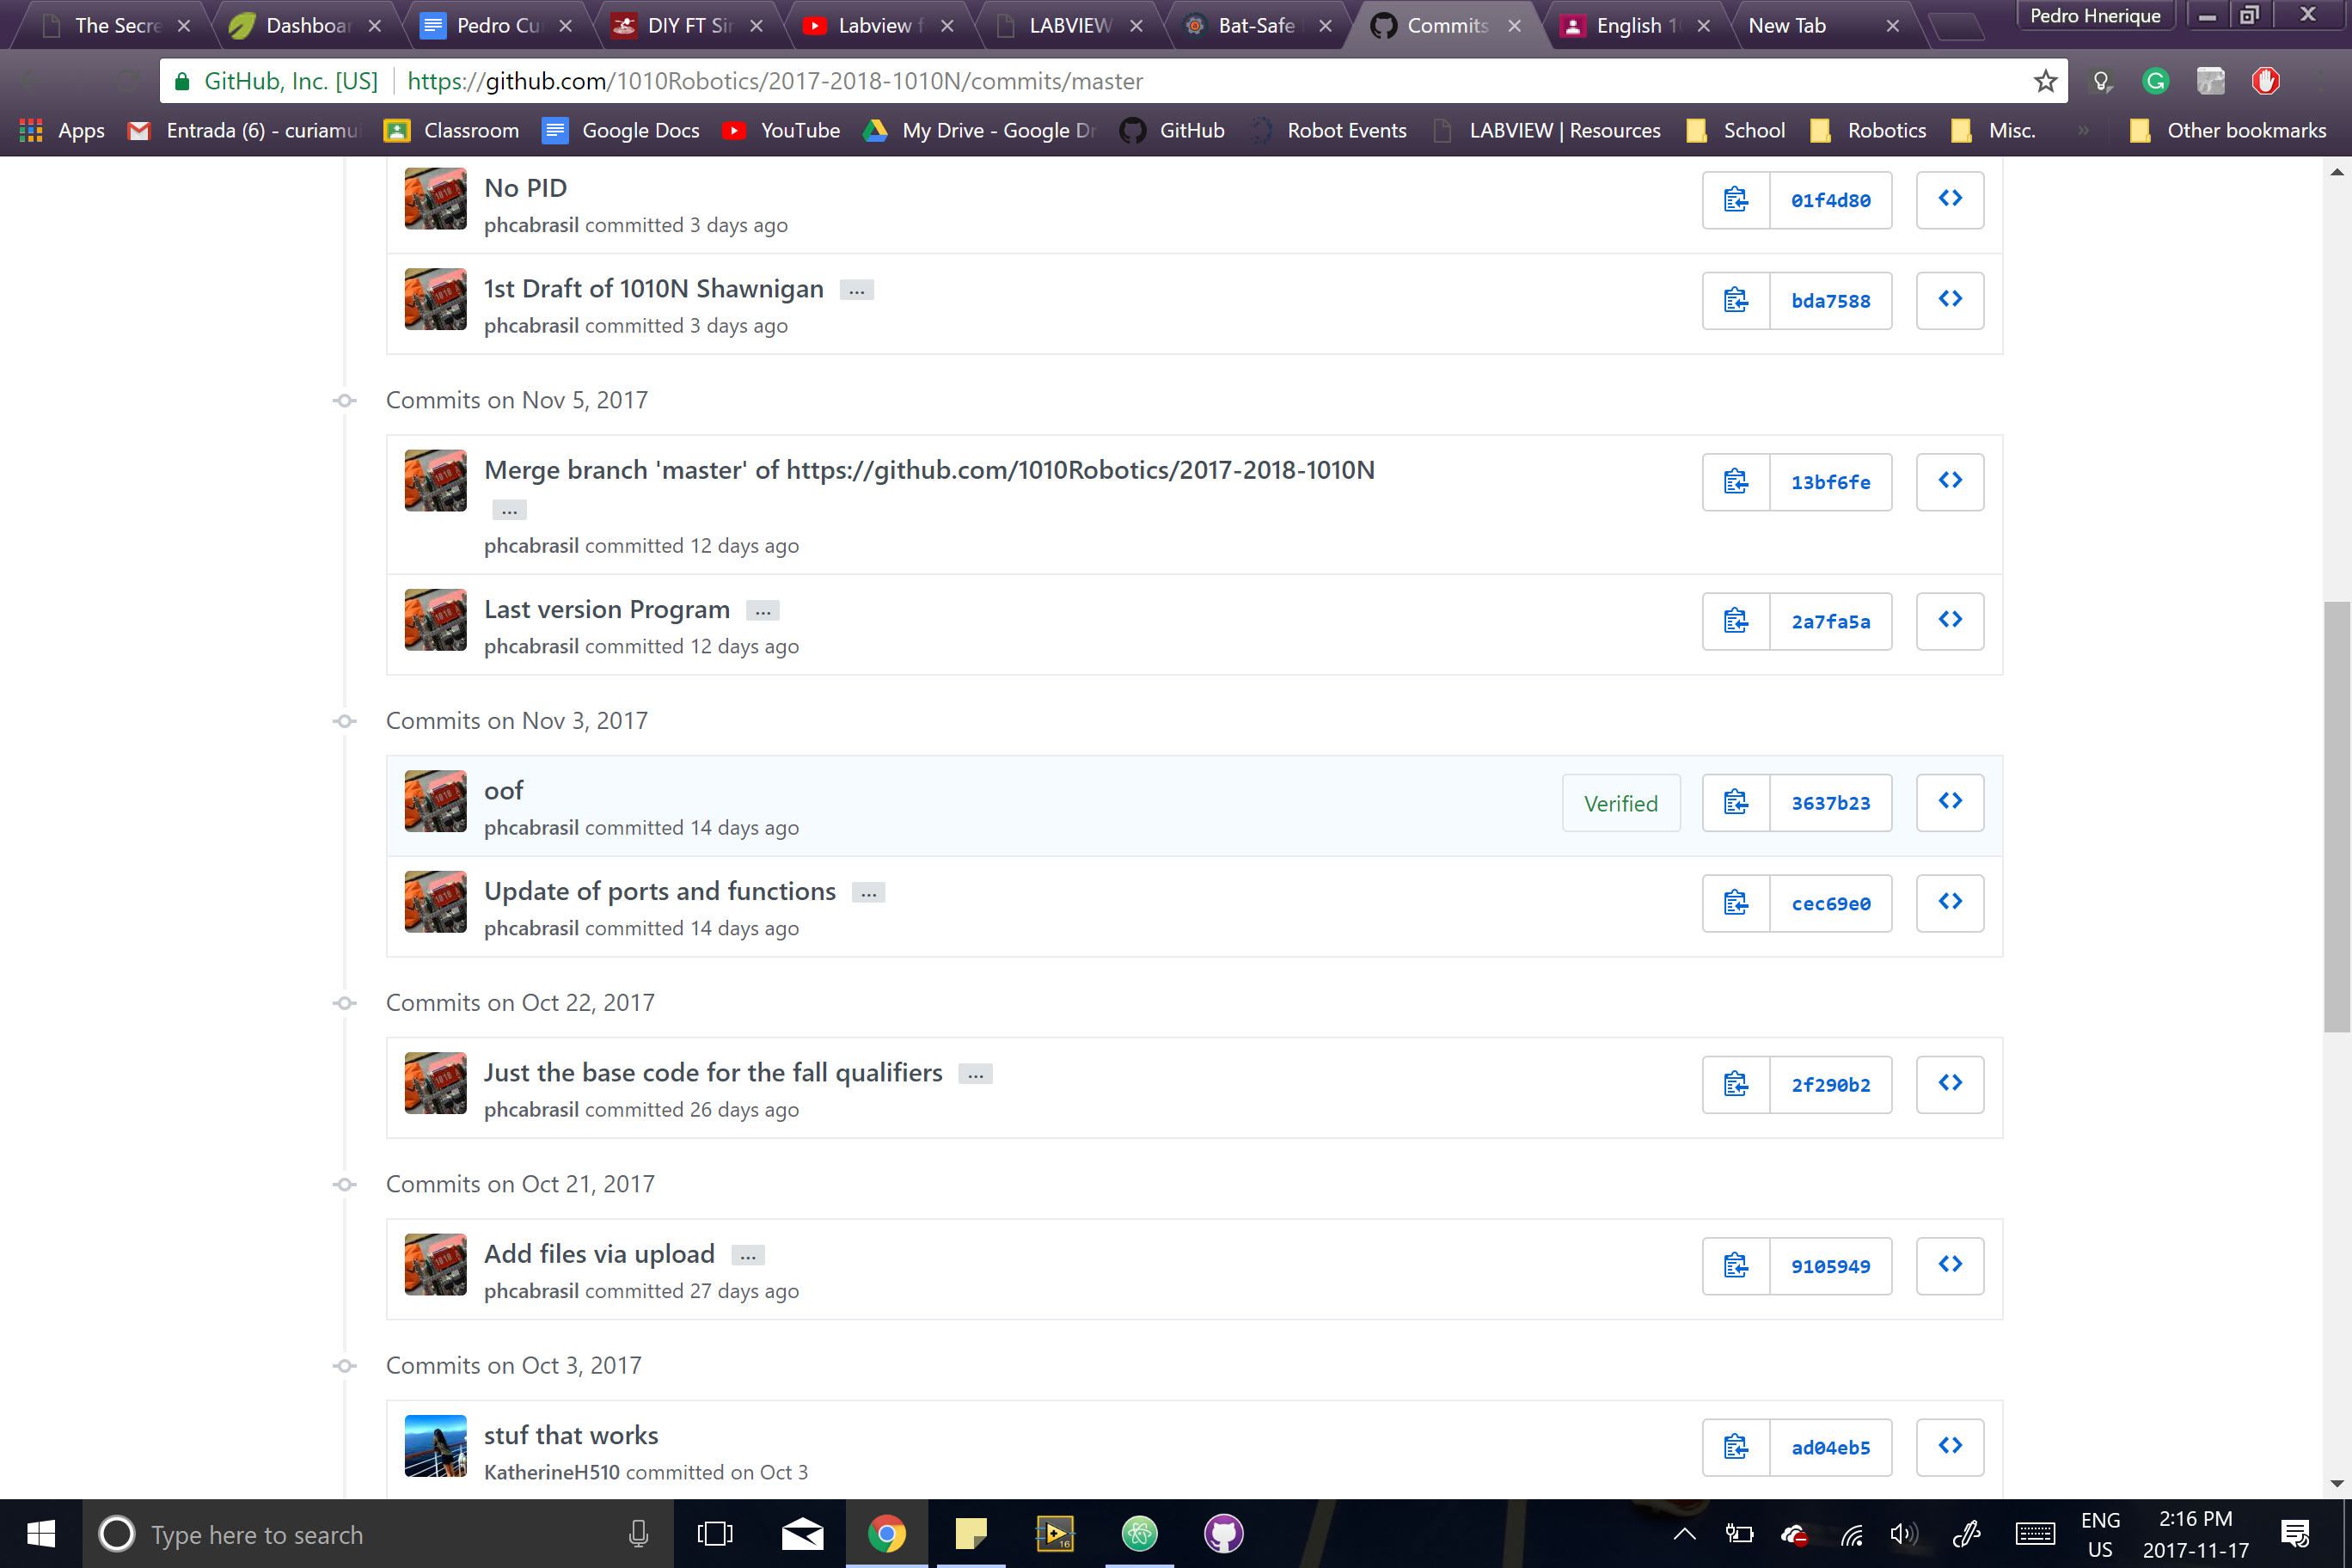 The Secre
Dashboar
Pedro Cu
DIY FT Sir
Labview f
LABVIEW
Bat-Safe
Commits
English 1
New Tab
Pedro Hnerique
GitHub, Inc. [US] https://github.com/1010Robotics/2017-2018-1010N/commits/master
Apps
Entrada (6) - curiamu
Classroom
Google Docs
YouTube
My Drive - Google Dr
GitHub
Robot Events
LABVIEW | Resources
School
Robotics
Misc.
»
Other bookmarks
No PID
phcabrasil committed 3 days ago
01f4d80
1st Draft of 1010N Shawnigan ...
phcabrasil committed 3 days ago
bda7588
Commits on Nov 5, 2017
Merge branch 'master' of https://github.com/1010Robotics/2017-2018-1010N
...
phcabrasil committed 12 days ago
13bf6fe
Last version Program ...
phcabrasil committed 12 days ago
2a7fa5a
Commits on Nov 3, 2017
oof
phcabrasil committed 14 days ago
Verified
3637b23
Update of ports and functions ...
phcabrasil committed 14 days ago
cec69e0
Commits on Oct 22, 2017
Just the base code for the fall qualifiers ...
phcabrasil committed 26 days ago
2f290b2
Commits on Oct 21, 2017
Add files via upload ...
phcabrasil committed 27 days ago
9105949
Commits on Oct 3, 2017
stuf that works
KatherineH510 committed on Oct 3
ad04eb5
Type here to search
16
ENG
US
2:16 PM
2017-11-17